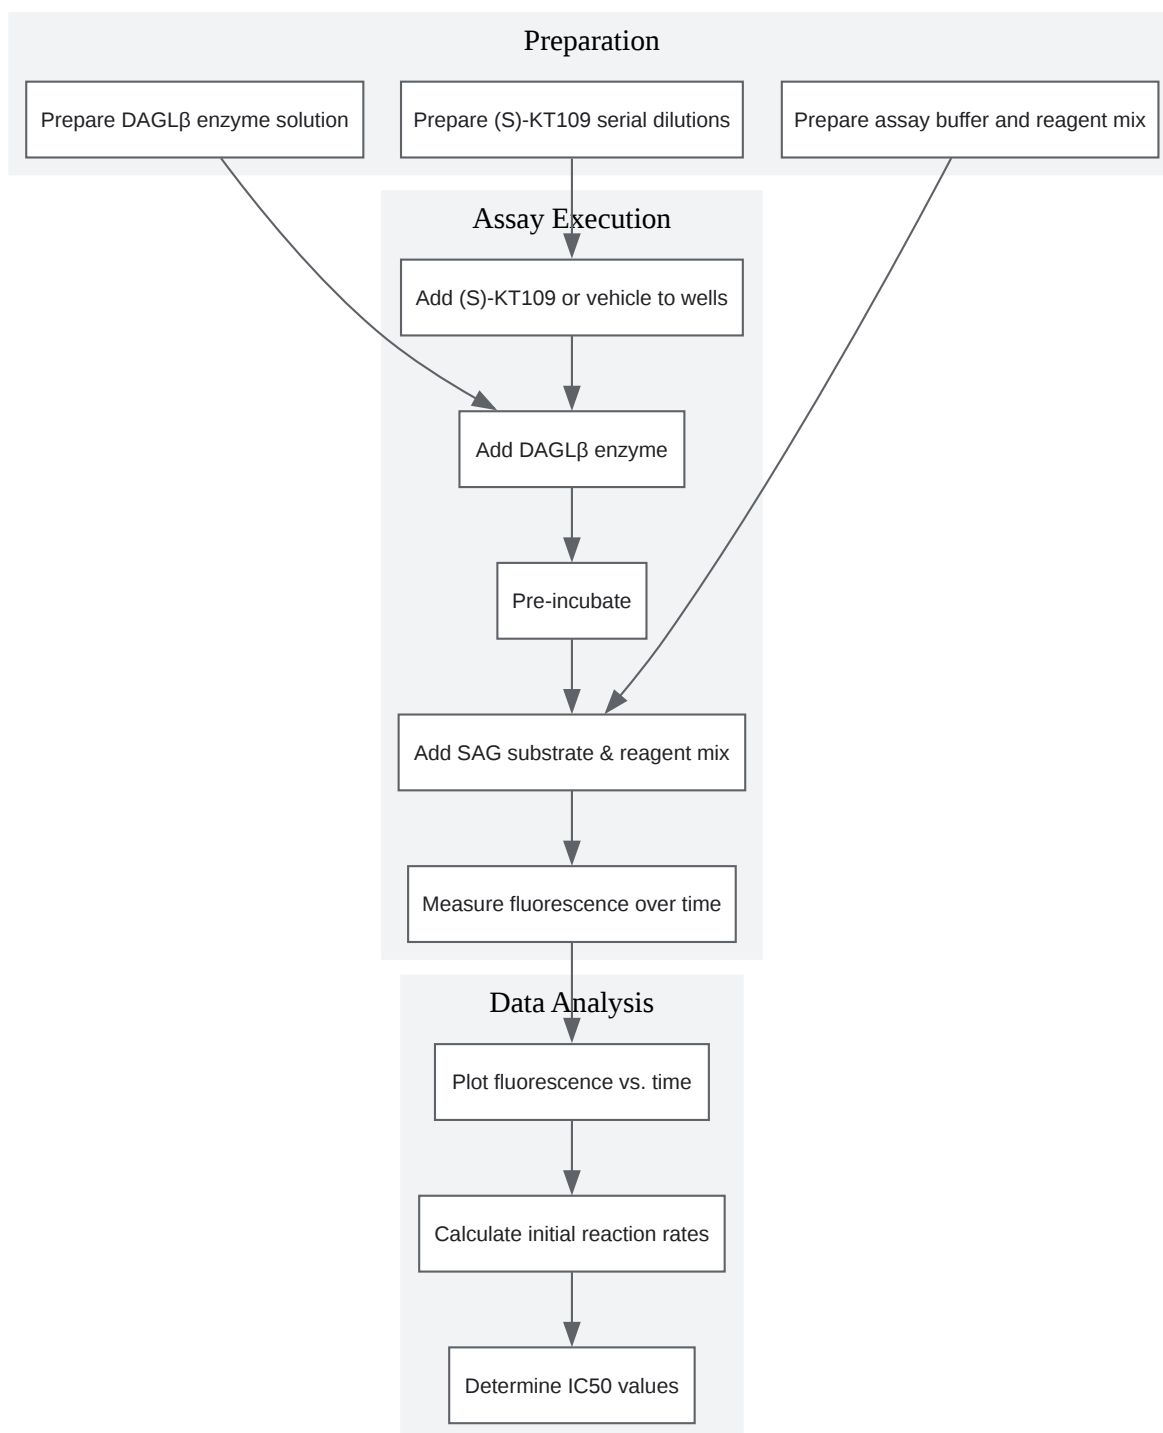 Preparation
Prepare DAGLβ enzyme solution
Prepare (S)-KT109 serial dilutions
Prepare assay buffer and reagent mix
Assay Execution
Add (S)-KT109 or vehicle to wells
Add DAGLβ enzyme
Pre-incubate
Add SAG substrate & reagent mix
Measure fluorescence over time
Data Analysis
Plot fluorescence vs. time
Calculate initial reaction rates
Determine IC50 values